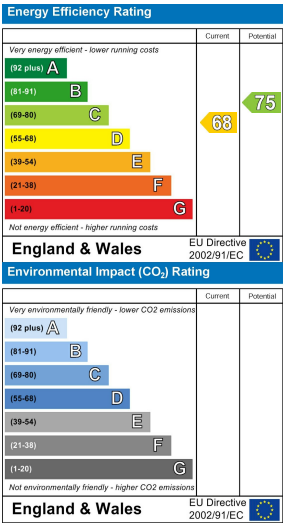 Energy Efficiency Rating
Current Potential
Very energy efficient - lower running costs
(92 plus) A
(81-91) B
(69-80) C
(55-68) D
(39-54) E
(21-38) F
(1-20) G
68
75
Not energy efficient - higher running costs
England & Wales
EU Directive
2002/91/EC
Environmental Impact (CO₂) Rating
Current Potential
Very environmentally friendly - lower CO2 emissions
(92 plus) A
(81-91) B
(69-80) C
(55-68) D
(39-54) E
(21-38) F
(1-20) G
Not environmentally friendly - higher CO2 emissions
England & Wales
EU Directive
2002/91/EC